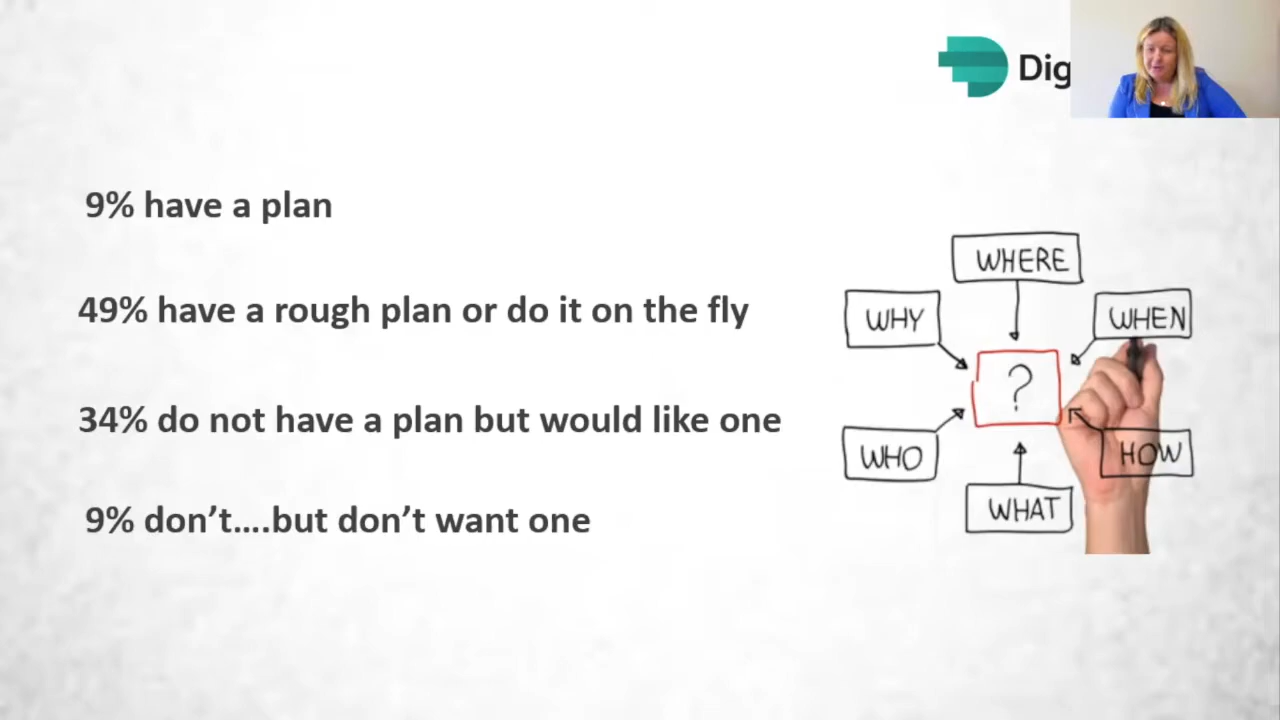 Dig
9% have a plan
49% have a rough plan or do it on the fly
34% do not have a plan but would like one
9% don’t....but don’t want one
WHERE
WHY
WHEN
?
WHO
HOW
WHAT